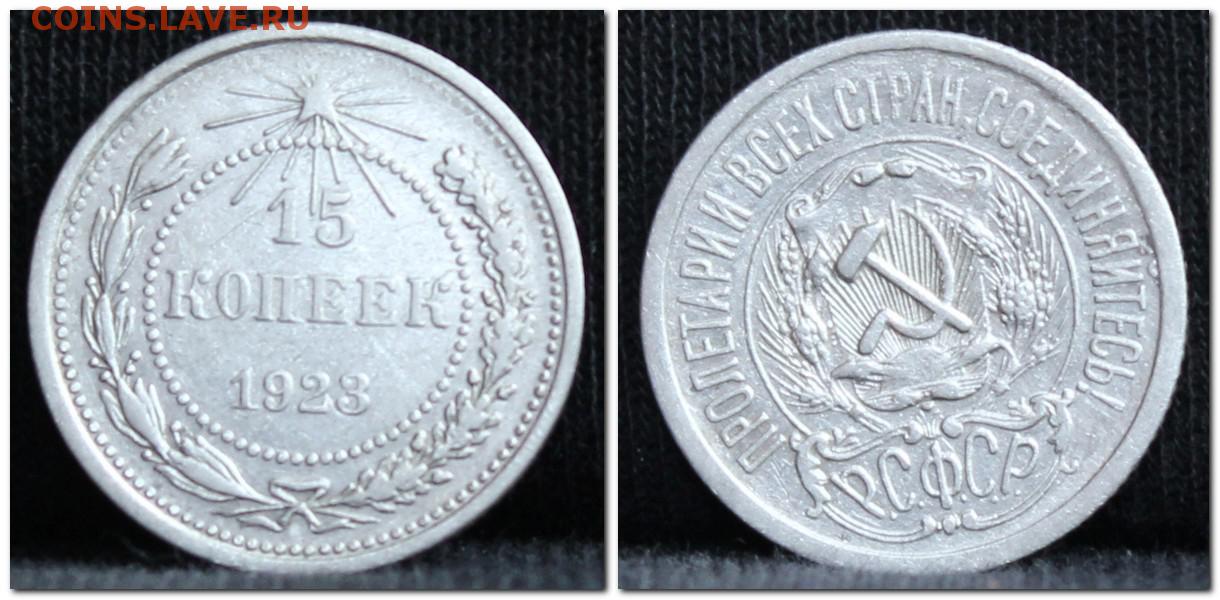 COINS.LAVE.RU
15
КОПЕЕК
1923
ПРОЛЕТАРИИ ВСЕХ СТРАН, СОЕДИНЯЙТЕСЬ!
Р.С.Ф.С.Р.